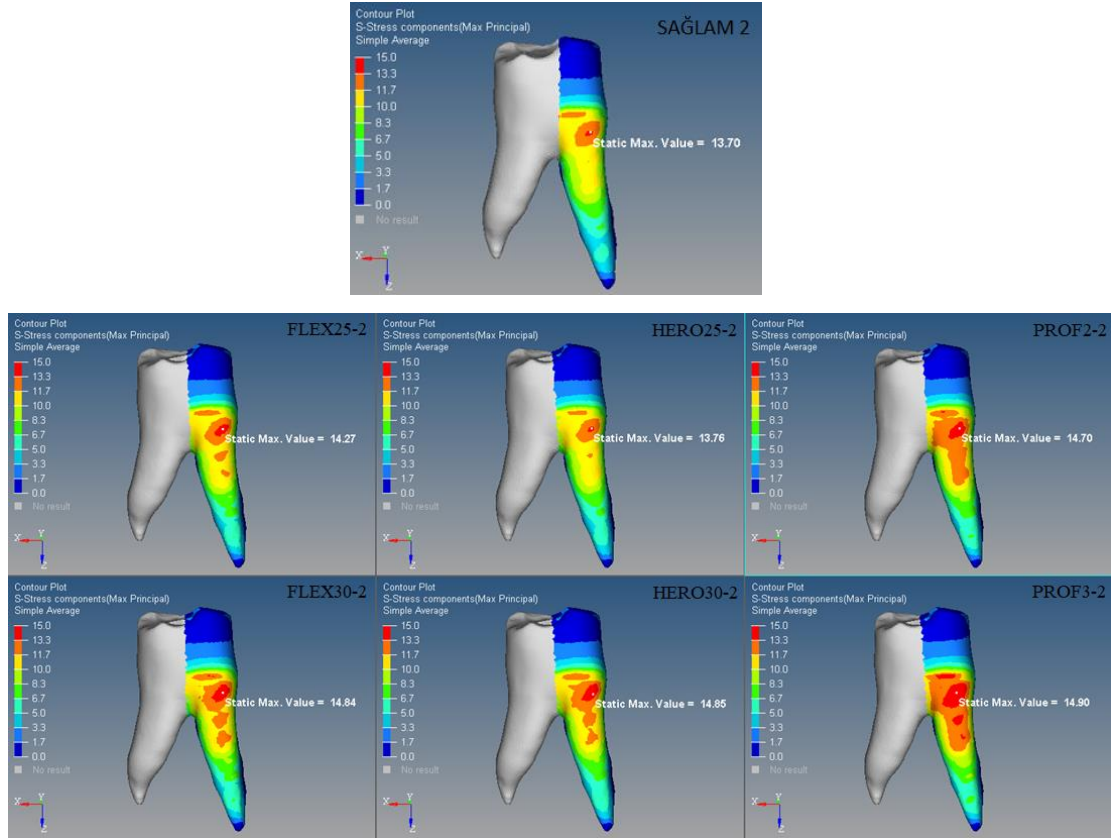 Contour Plot
S-Stress components(Max Principal)
Simple Average
SAĞLAM 2
15.0
13.3
11.7
10.0
8.3
6.7
5.0
3.3
1.7
0.0
No result
Static Max. Value = 13.70
X Y
Z
Contour Plot
S-Stress components(Max Principal)
Simple Average
FLEX25-2
15.0
13.3
11.7
10.0
8.3
6.7
5.0
3.3
1.7
0.0
No result
Static Max. Value = 14.27
X Y
Z
Contour Plot
S-Stress components(Max Principal)
Simple Average
HERO25-2
15.0
13.3
11.7
10.0
8.3
6.7
5.0
3.3
1.7
0.0
No result
Static Max. Value = 13.76
X Y
Z
Contour Plot
S-Stress components(Max Principal)
Simple Average
PROF2-2
15.0
13.3
11.7
10.0
8.3
6.7
5.0
3.3
1.7
0.0
No result
Static Max. Value = 14.70
X Y
Z
Contour Plot
S-Stress components(Max Principal)
Simple Average
FLEX30-2
15.0
13.3
11.7
10.0
8.3
6.7
5.0
3.3
1.7
0.0
No result
Static Max. Value = 14.84
X Y
Z
Contour Plot
S-Stress components(Max Principal)
Simple Average
HERO30-2
15.0
13.3
11.7
10.0
8.3
6.7
5.0
3.3
1.7
0.0
No result
Static Max. Value = 14.85
X Y
Z
Contour Plot
S-Stress components(Max Principal)
Simple Average
PROF3-2
15.0
13.3
11.7
10.0
8.3
6.7
5.0
3.3
1.7
0.0
No result
Static Max. Value = 14.90
X Y
Z